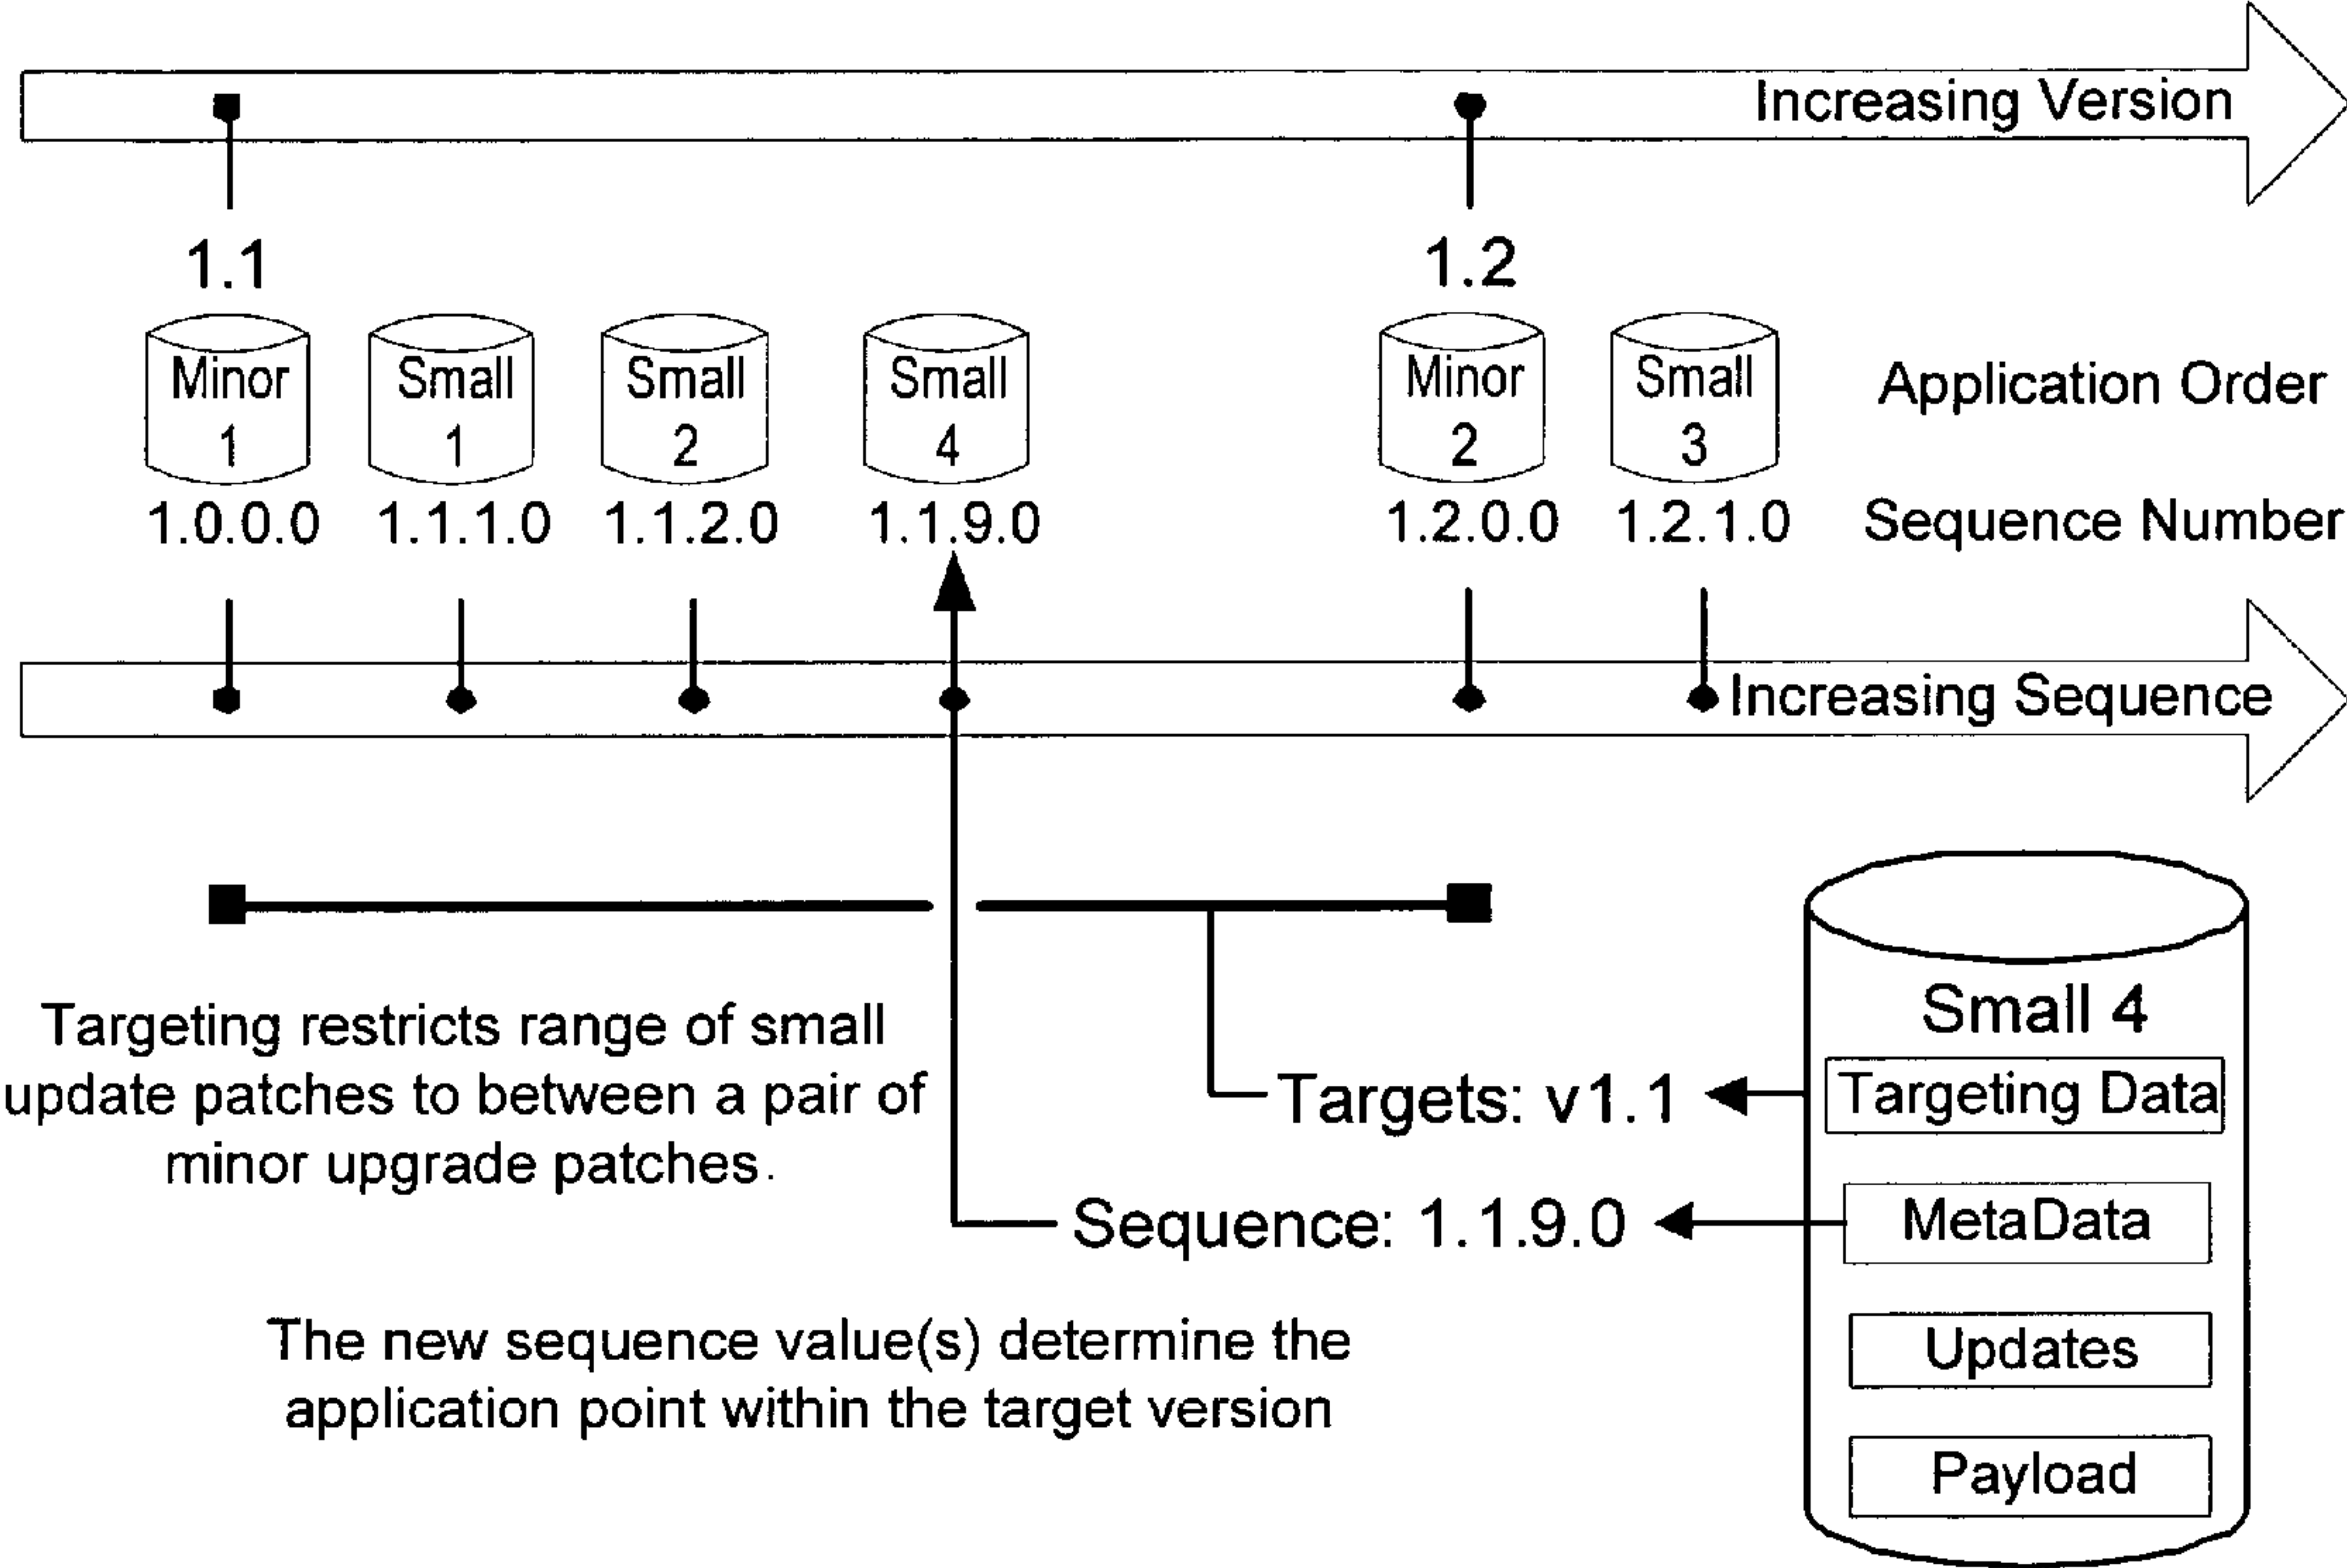 Increasing Version
1.1
1.2
Minor 1
Small 1
Small 2
Small 4
Minor 2
Small 3
Application Order
1.0.0.0
1.1.1.0
1.1.2.0
1.1.9.0
1.2.0.0
1.2.1.0
Sequence Number
Increasing Sequence
Targeting restricts range of small
update patches to between a pair of
minor upgrade patches.
Targets: v1.1
Sequence: 1.1.9.0
The new sequence value(s) determine the
application point within the target version
Small 4
Targeting Data
MetaData
Updates
Payload